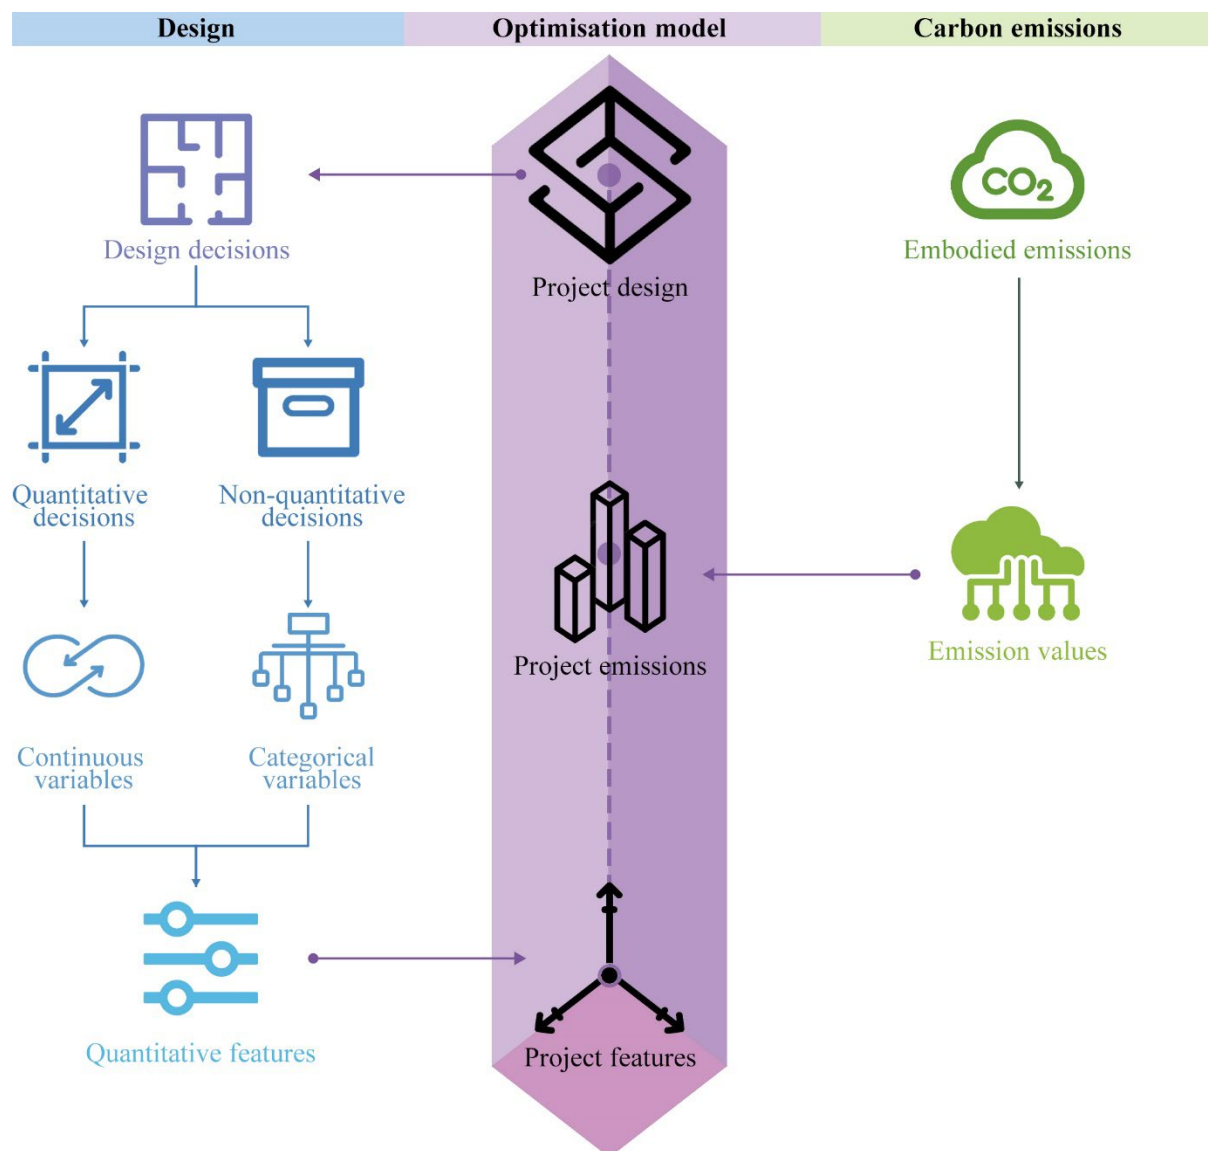 Design
Optimisation model
Carbon emissions
CO2
Design decisions
Embodied emissions
Project design
Quantitative
decisions
Non-quantitative
decisions
Project emissions
Emission values
Continuous
variables
Categorical
variables
Quantitative features
Project features